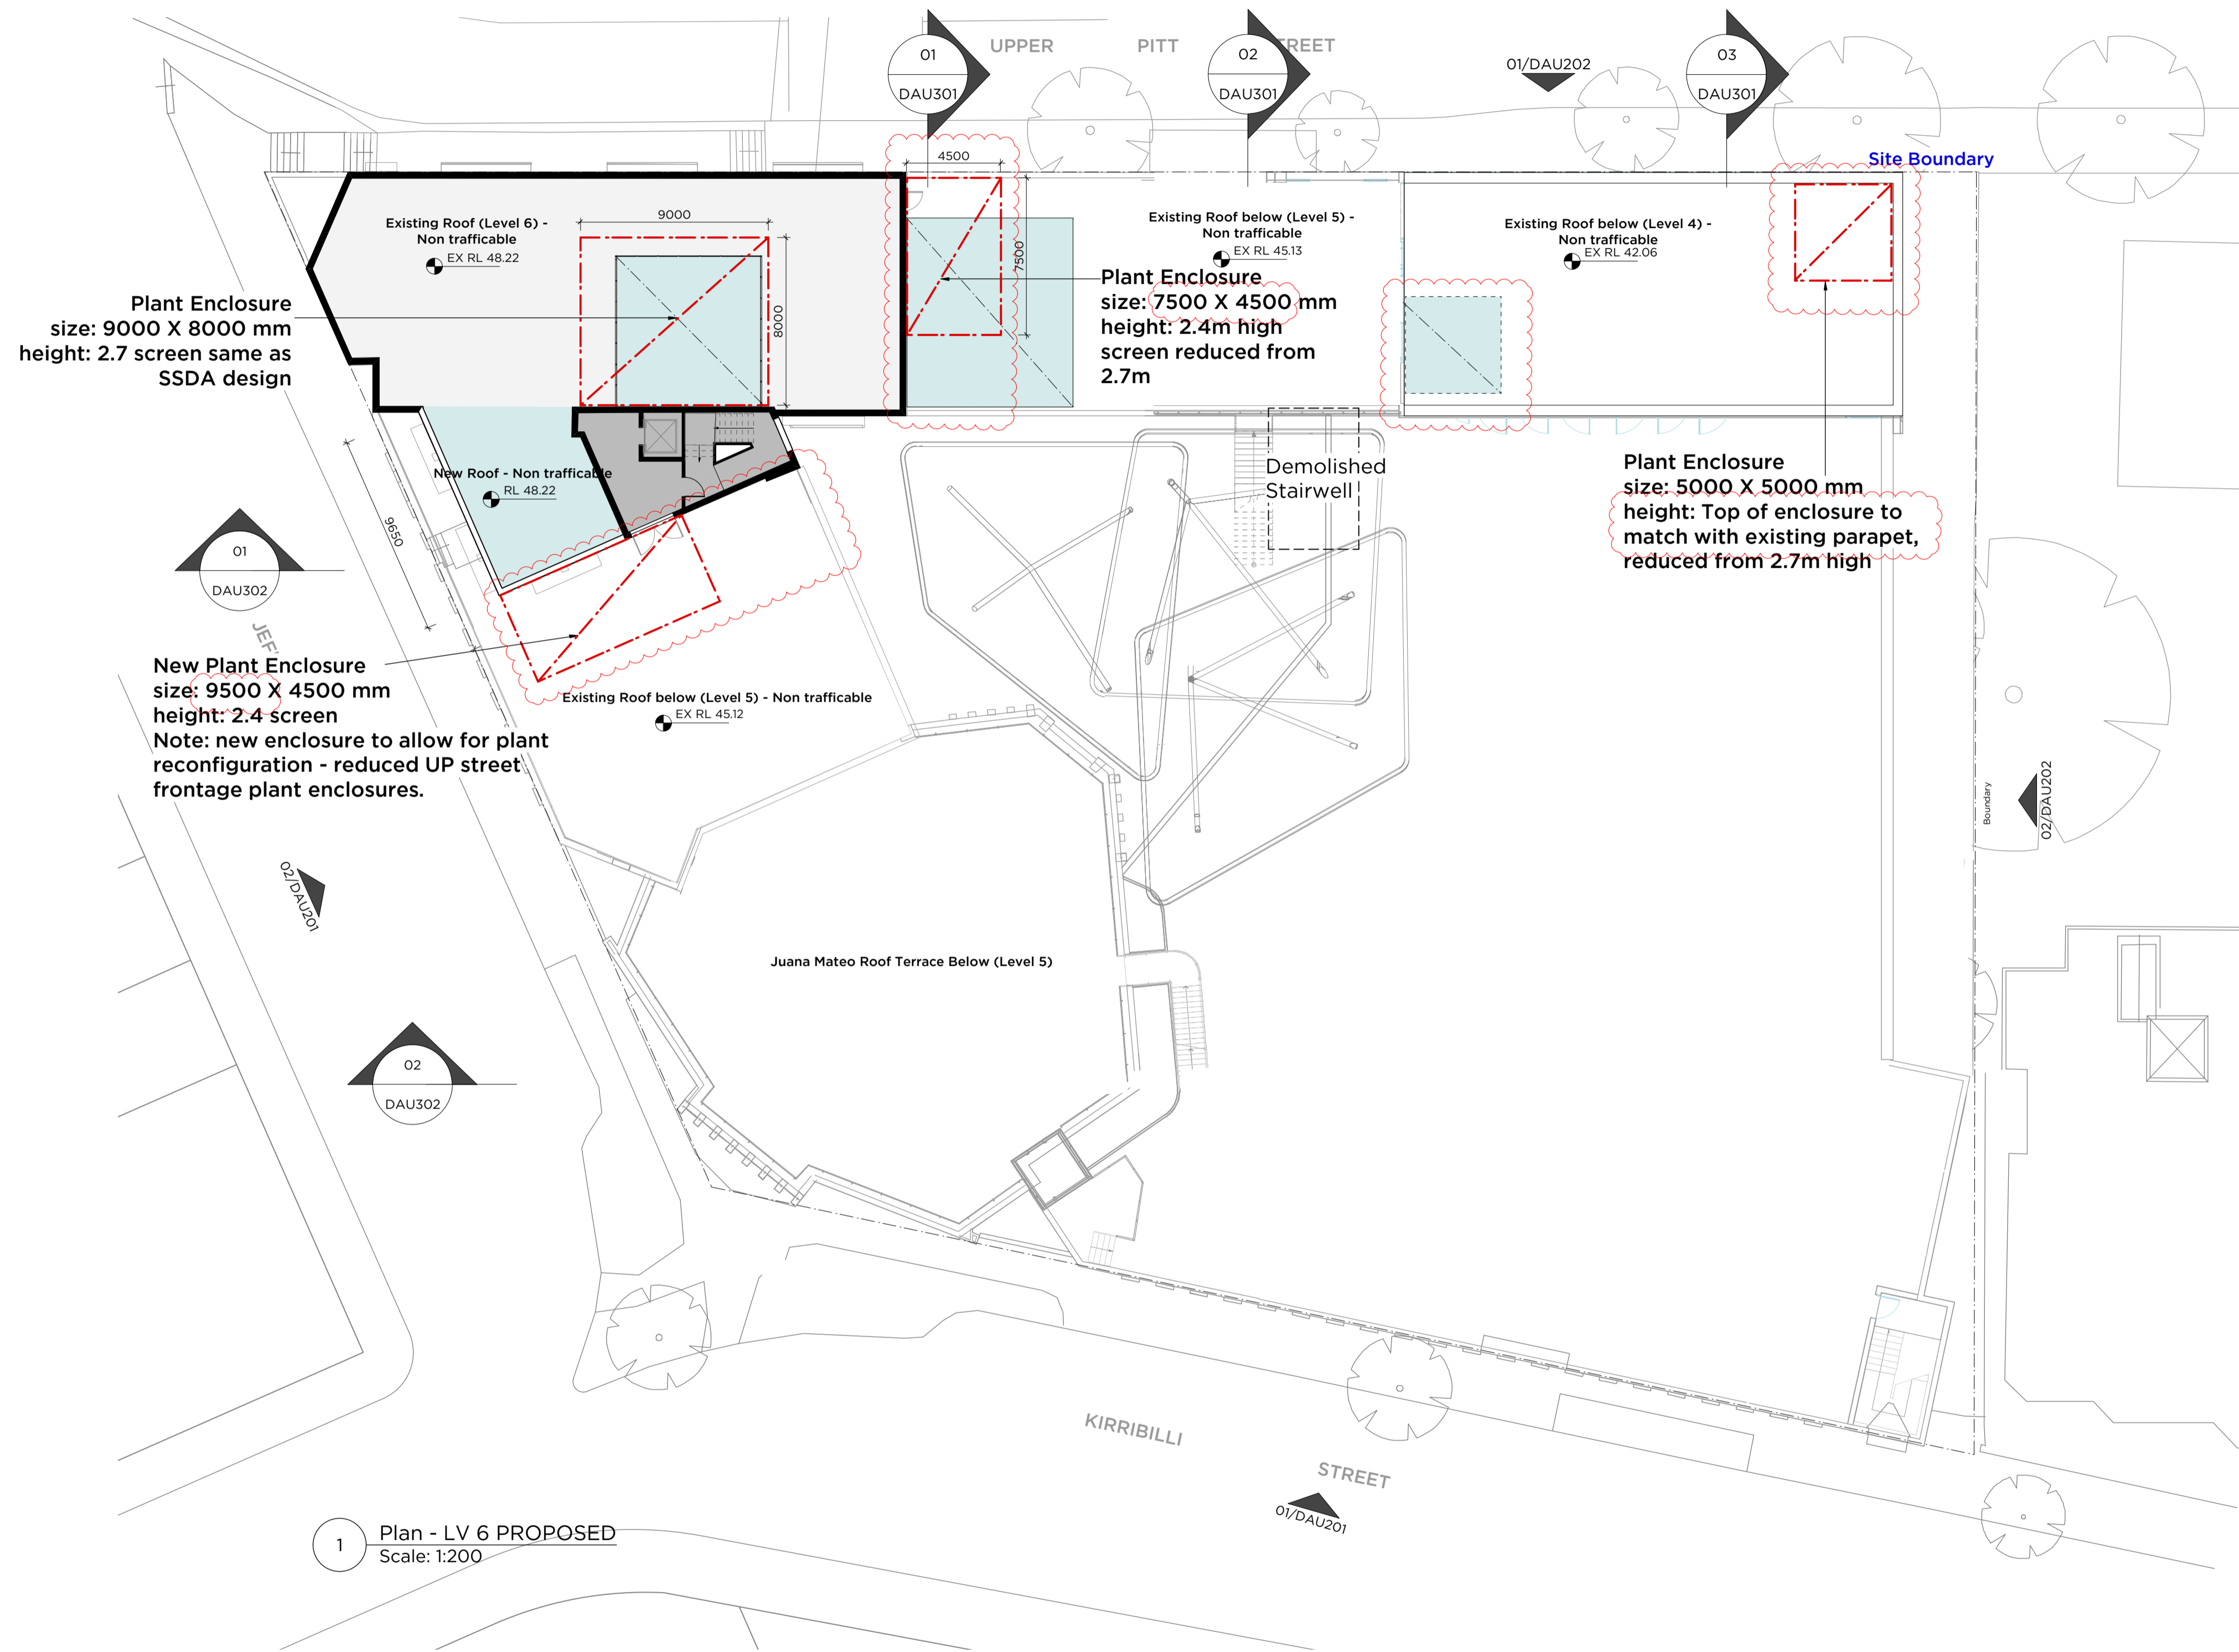 UPPER PITT STREET
01
DAU301
02
DAU301
01/DAU202
03
DAU301
Site Boundary
4500
9000
7500
8000
Existing Roof (Level 6) -
Non trafficable
EX RL 48.22
Existing Roof below (Level 5) -
Non trafficable
EX RL 45.13
Existing Roof below (Level 4) -
Non trafficable
EX RL 42.06
Plant Enclosure
size: 9000 X 8000 mm
height: 2.7 screen same as
SSDA design
Plant Enclosure
size: 7500 X 4500 mm
height: 2.4m high
screen reduced from
2.7m
New Roof - Non trafficable
RL 48.22
Demolished
Stairwell
Plant Enclosure
size: 5000 X 5000 mm
height: Top of enclosure to
match with existing parapet,
reduced from 2.7m high
9650
01
DAU302
New Plant Enclosure
size: 9500 X 4500 mm
height: 2.4 screen
Note: new enclosure to allow for plant
reconfiguration - reduced UP street
frontage plant enclosures.
Existing Roof below (Level 5) - Non trafficable
EX RL 45.12
Boundary
02/DAU202
02/DAU201
Juana Mateo Roof Terrace Below (Level 5)
02
DAU302
KIRRIBILLI
STREET
01/DAU201
1
Plan - LV 6 PROPOSED
Scale: 1:200